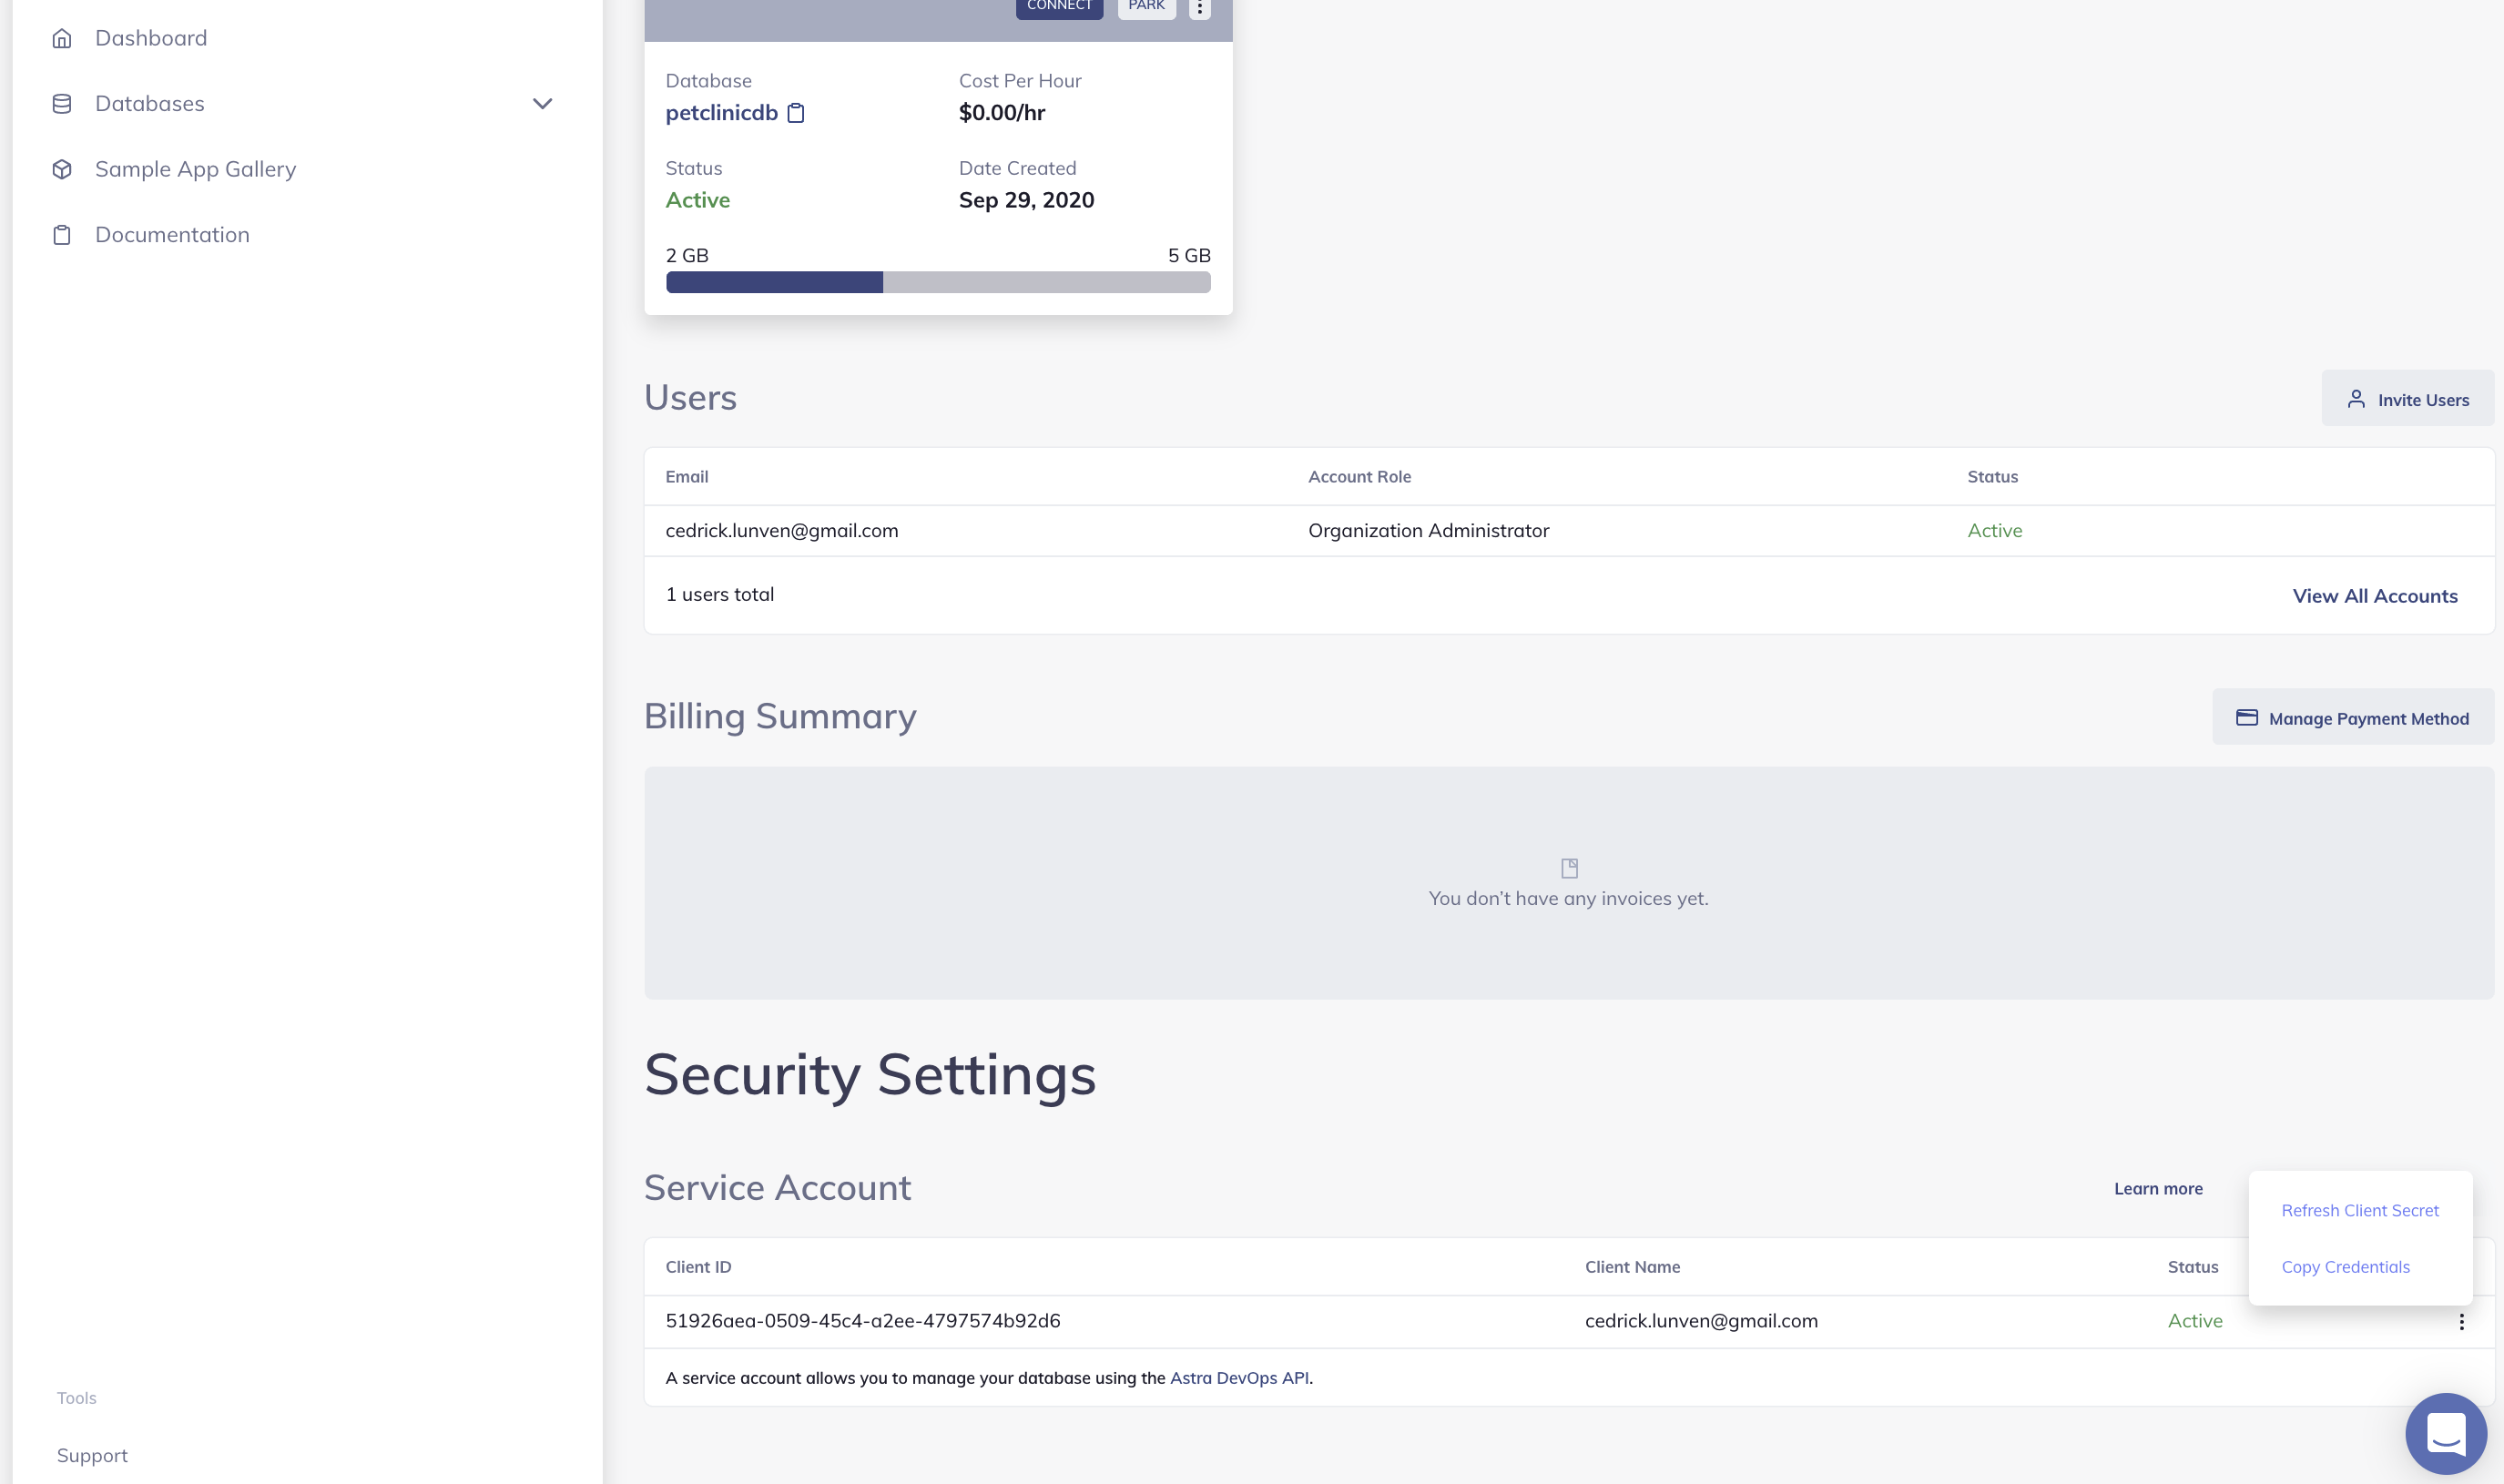 Dashboard
Databases
Sample App Gallery
Documentation
Tools
Support
CONNECT PARK
Database Cost Per Hour
petclinicdb $0.00/hr
Status Date Created
Active Sep 29, 2020
2 GB 5 GB
Users
Invite Users
Email Account Role Status
cedrick.lunven@gmail.com Organization Administrator Active
1 users total View All Accounts
Billing Summary
Manage Payment Method
You don’t have any invoices yet.
Security Settings
Service Account
Learn more
Refresh Client Secret
Copy Credentials
Client ID Client Name Status
51926aea-0509-45c4-a2ee-4797574b92d6 cedrick.lunven@gmail.com Active
A service account allows you to manage your database using the Astra DevOps API.